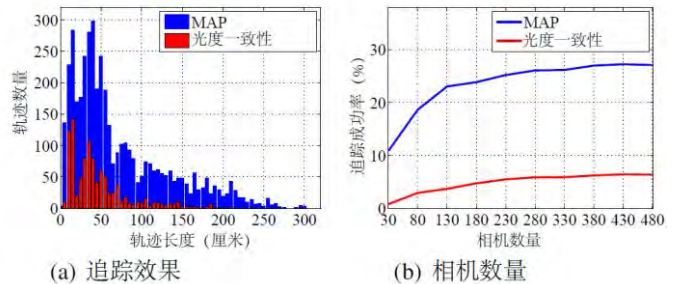 MAP
光度一致性
300
250
200
150
100
50
0
轨迹数量
0 50 100 150 200 250 300
轨迹长度 (厘米)
(a) 追踪效果
MAP
光度一致性
30
20
10
0
追踪成功率 (%)
30 80 130 180 230 280 330 380 430 480
相机数量
(b) 相机数量